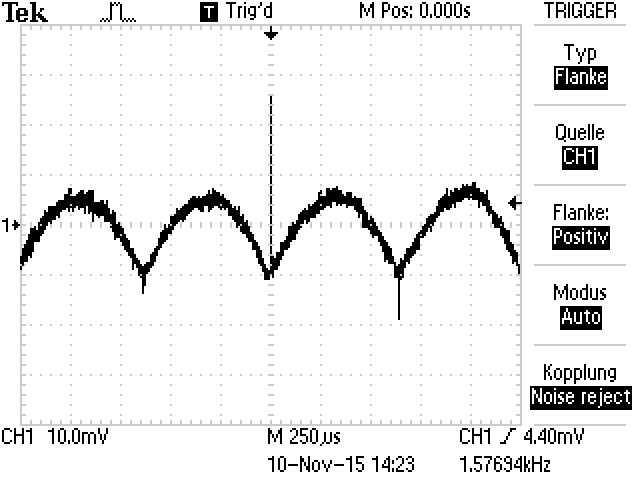 Tek T Trig'd M Pos: 0.000s TRIGGER
Typ
Flanke
Quelle
CH1
1
Flanke:
Positiv
Modus
Auto
Kopplung
Noise reject
CH1 10.0mV M 250µs CH1 4.40mV
10-Nov-15 14:23 1.57694kHz